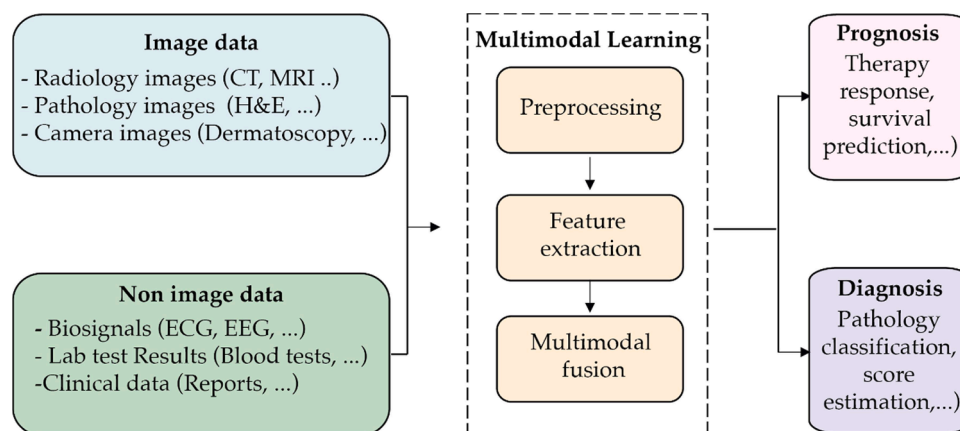 Image data
- Radiology images (CT, MRI ..)
- Pathology images (H&E, ...)
- Camera images (Dermatoscopy, ...)
Non image data
- Biosignals (ECG, EEG, ...)
- Lab test Results (Blood tests, ...)
-Clinical data (Reports, ...)
Multimodal Learning
Preprocessing
Feature
extraction
Multimodal
fusion
Prognosis
Therapy
response,
survival
prediction,...)
Diagnosis
Pathology
classification,
score
estimation,...)